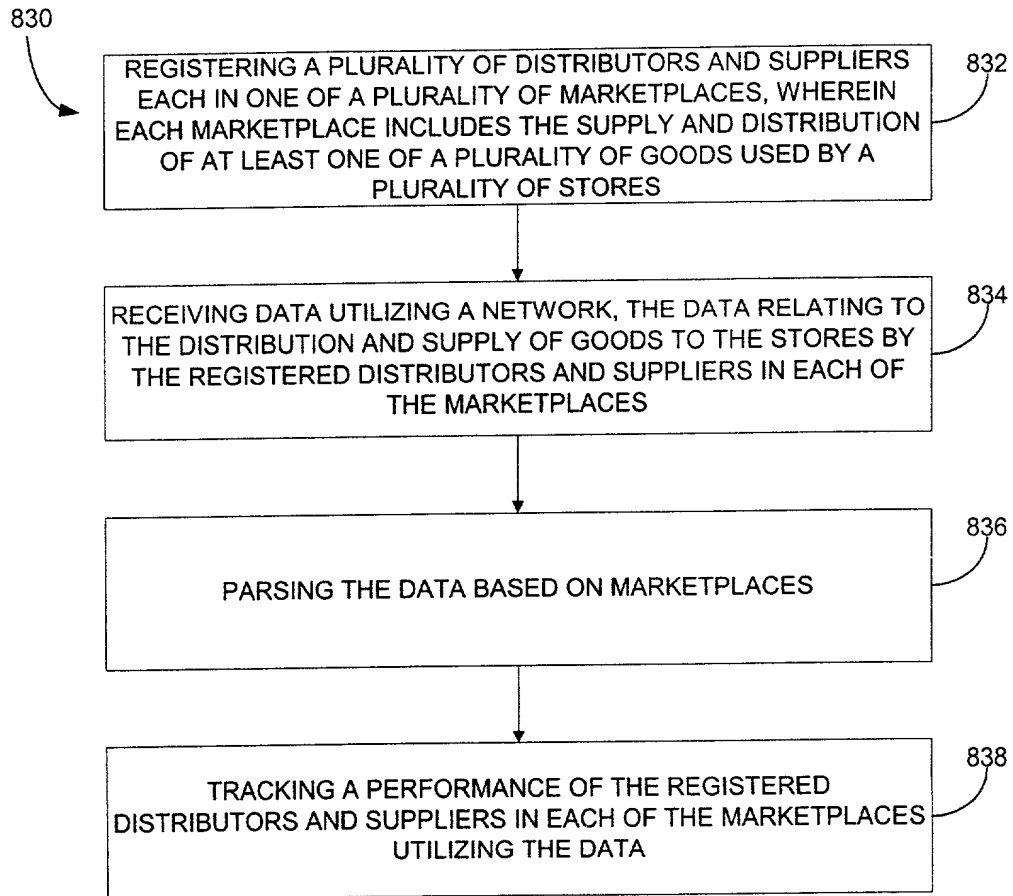 830
REGISTERING A PLURALITY OF DISTRIBUTORS AND SUPPLIERS
EACH IN ONE OF A PLURALITY OF MARKETPLACES, WHEREIN
EACH MARKETPLACE INCLUDES THE SUPPLY AND DISTRIBUTION
OF AT LEAST ONE OF A PLURALITY OF GOODS USED BY A
PLURALITY OF STORES
832
RECEIVING DATA UTILIZING A NETWORK, THE DATA RELATING TO
THE DISTRIBUTION AND SUPPLY OF GOODS TO THE STORES BY
THE REGISTERED DISTRIBUTORS AND SUPPLIERS IN EACH OF
THE MARKETPLACES
834
PARSING THE DATA BASED ON MARKETPLACES
836
TRACKING A PERFORMANCE OF THE REGISTERED
DISTRIBUTORS AND SUPPLIERS IN EACH OF THE MARKETPLACES
UTILIZING THE DATA
838